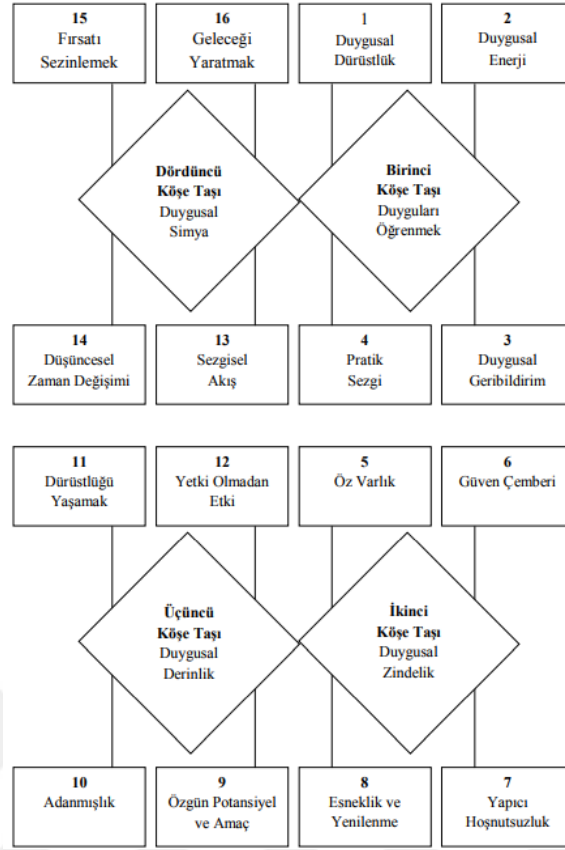 15
Fırsatı
Sezinlemek
16
Geleceği
Yaratmak
1
Duygusal
Dürüstlük
2
Duygusal
Enerji
Dördüncü
Köşe Taşı
Duygusal
Simya
Birinci
Köşe Taşı
Duyguları
Öğrenmek
14
Düşüncesel
Zaman Değişimi
13
Sezgisel
Akış
4
Pratik
Sezgi
3
Duygusal
Geribildirim
11
Dürüstlüğü
Yaşamak
12
Yetki Olmadan
Etki
5
Öz Varlık
6
Güven Çemberi
Üçüncü
Köşe Taşı
Duygusal
Derinlik
İkinci
Köşe Taşı
Duygusal
Zindelik
10
Adanmışlık
9
Özgün Potansiyel
ve Amaç
8
Esneklik ve
Yenilenme
7
Yapıcı
Hoşnutsuzluk